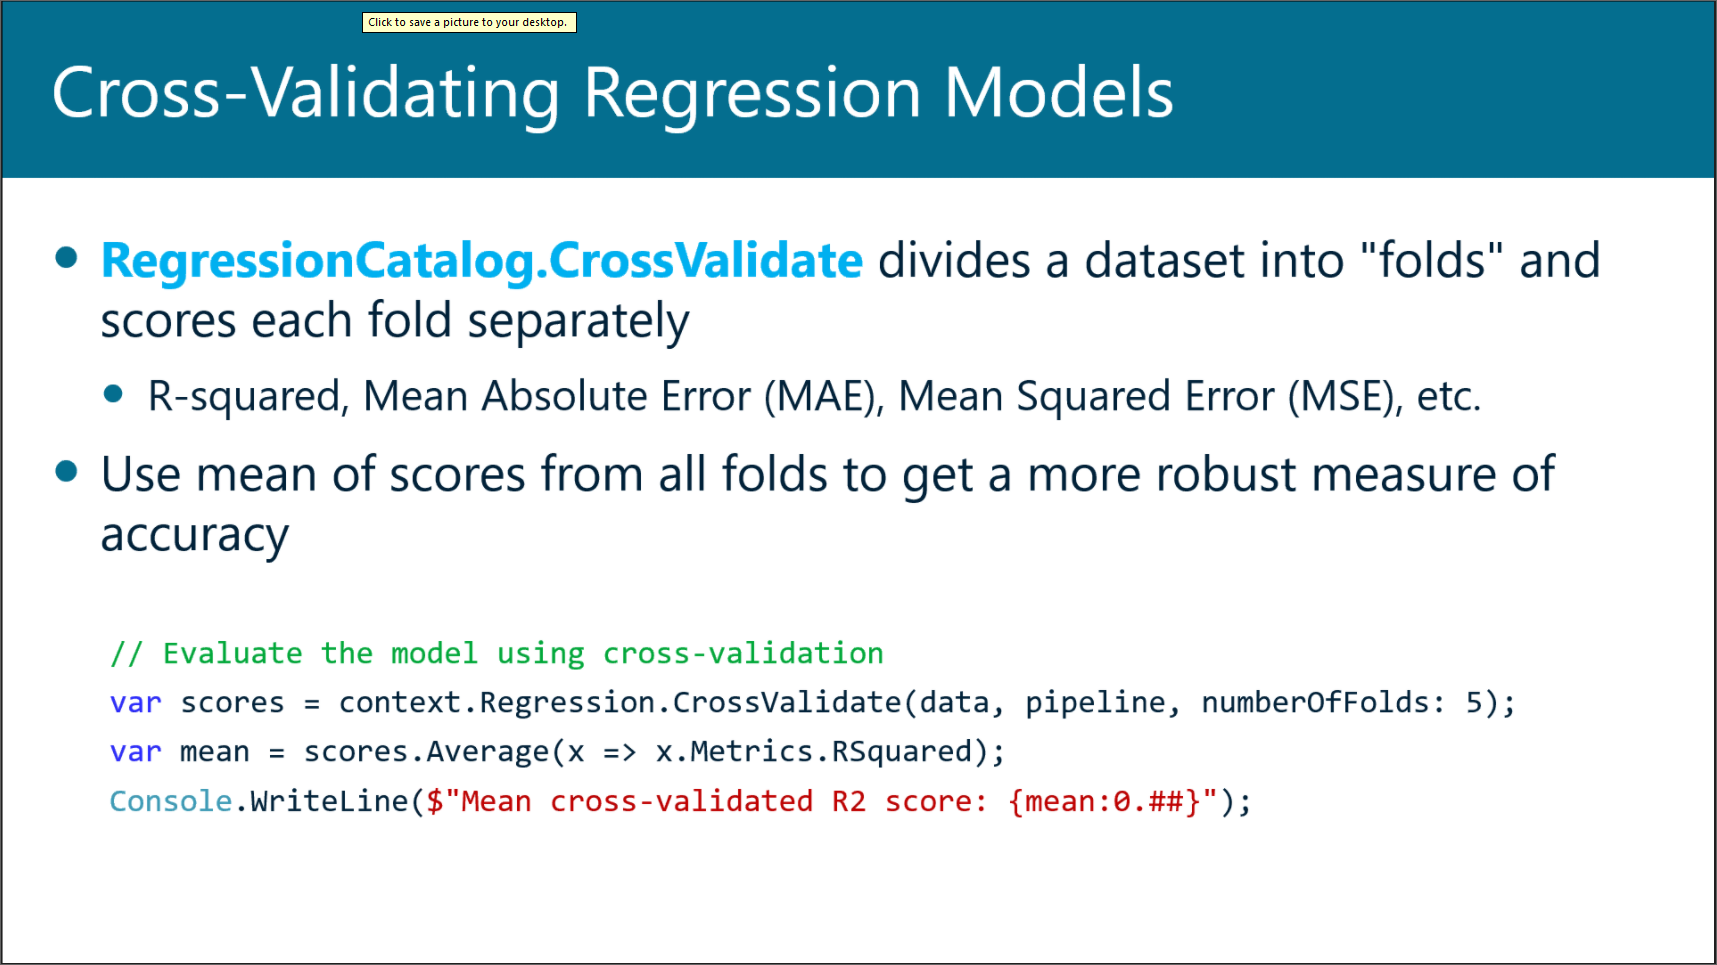 Click to save a picture to your desktop.
Cross-Validating Regression Models
RegressionCatalog.CrossValidate divides a dataset into "folds" and
scores each fold separately
R-squared, Mean Absolute Error (MAE), Mean Squared Error (MSE), etc.
Use mean of scores from all folds to get a more robust measure of
accuracy
// Evaluate the model using cross-validation
var scores = context.Regression.CrossValidate(data, pipeline, numberOfFolds: 5);
var mean = scores.Average(x => x.Metrics.RSquared);
Console.WriteLine($"Mean cross-validated R2 score: {mean:0.##}");